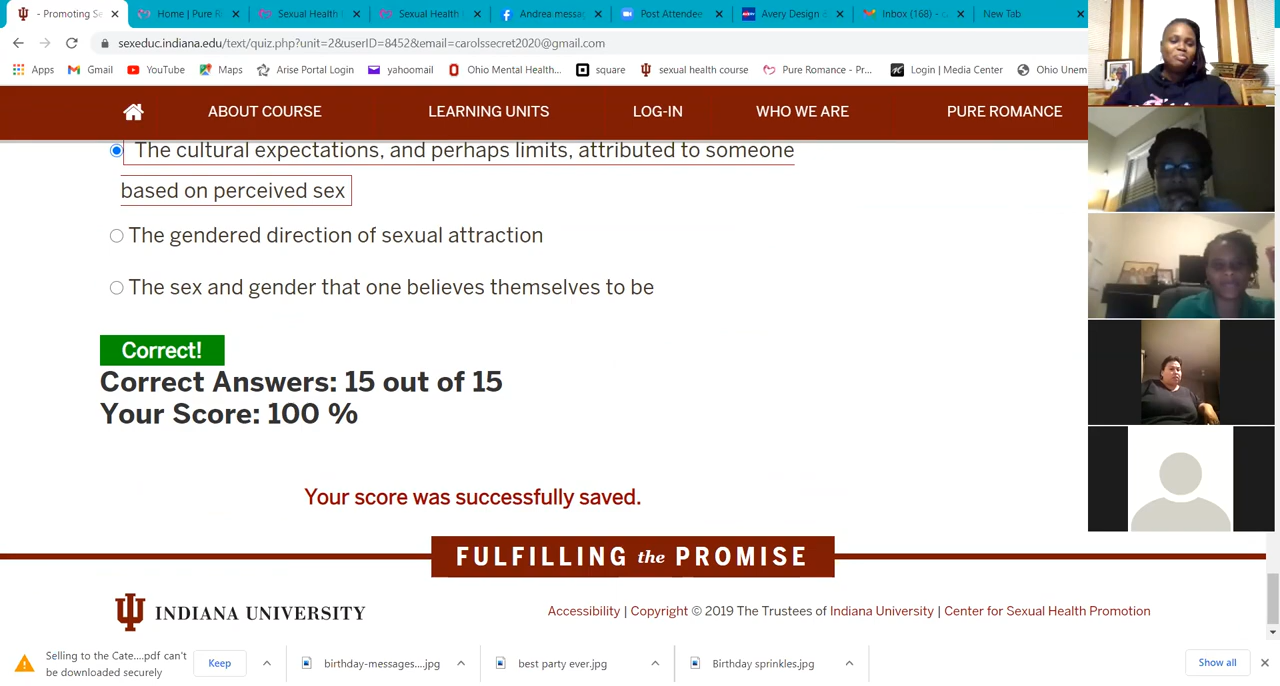 - Promoting Se
Home | Pure R
Sexual Health
Sexual Health
Andrea messa
Post Attendee
Avery Design
Inbox (168) -
New Tab
sexeduc.indiana.edu/text/quiz.php?unit=2&userID=8452&email=carolssecret2020@gmail.com
Apps
Gmail
YouTube
Maps
Arise Portal Login
yahoomail
Ohio Mental Health...
square
sexual health course
Pure Romance - Pr...
Login | Media Center
Ohio Unem
ABOUT COURSE
LEARNING UNITS
LOG-IN
WHO WE ARE
PURE ROMANCE
The cultural expectations, and perhaps limits, attributed to someone
based on perceived sex
The gendered direction of sexual attraction
The sex and gender that one believes themselves to be
Correct!
Correct Answers: 15 out of 15
Your Score: 100 %
Your score was successfully saved.
FULFILLING the PROMISE
INDIANA UNIVERSITY
Accessibility | Copyright © 2019 The Trustees of Indiana University | Center for Sexual Health Promotion
Selling to the Cate....pdf can't
be downloaded securely
Keep
birthday-messages....jpg
best party ever.jpg
Birthday sprinkles.jpg
Show all